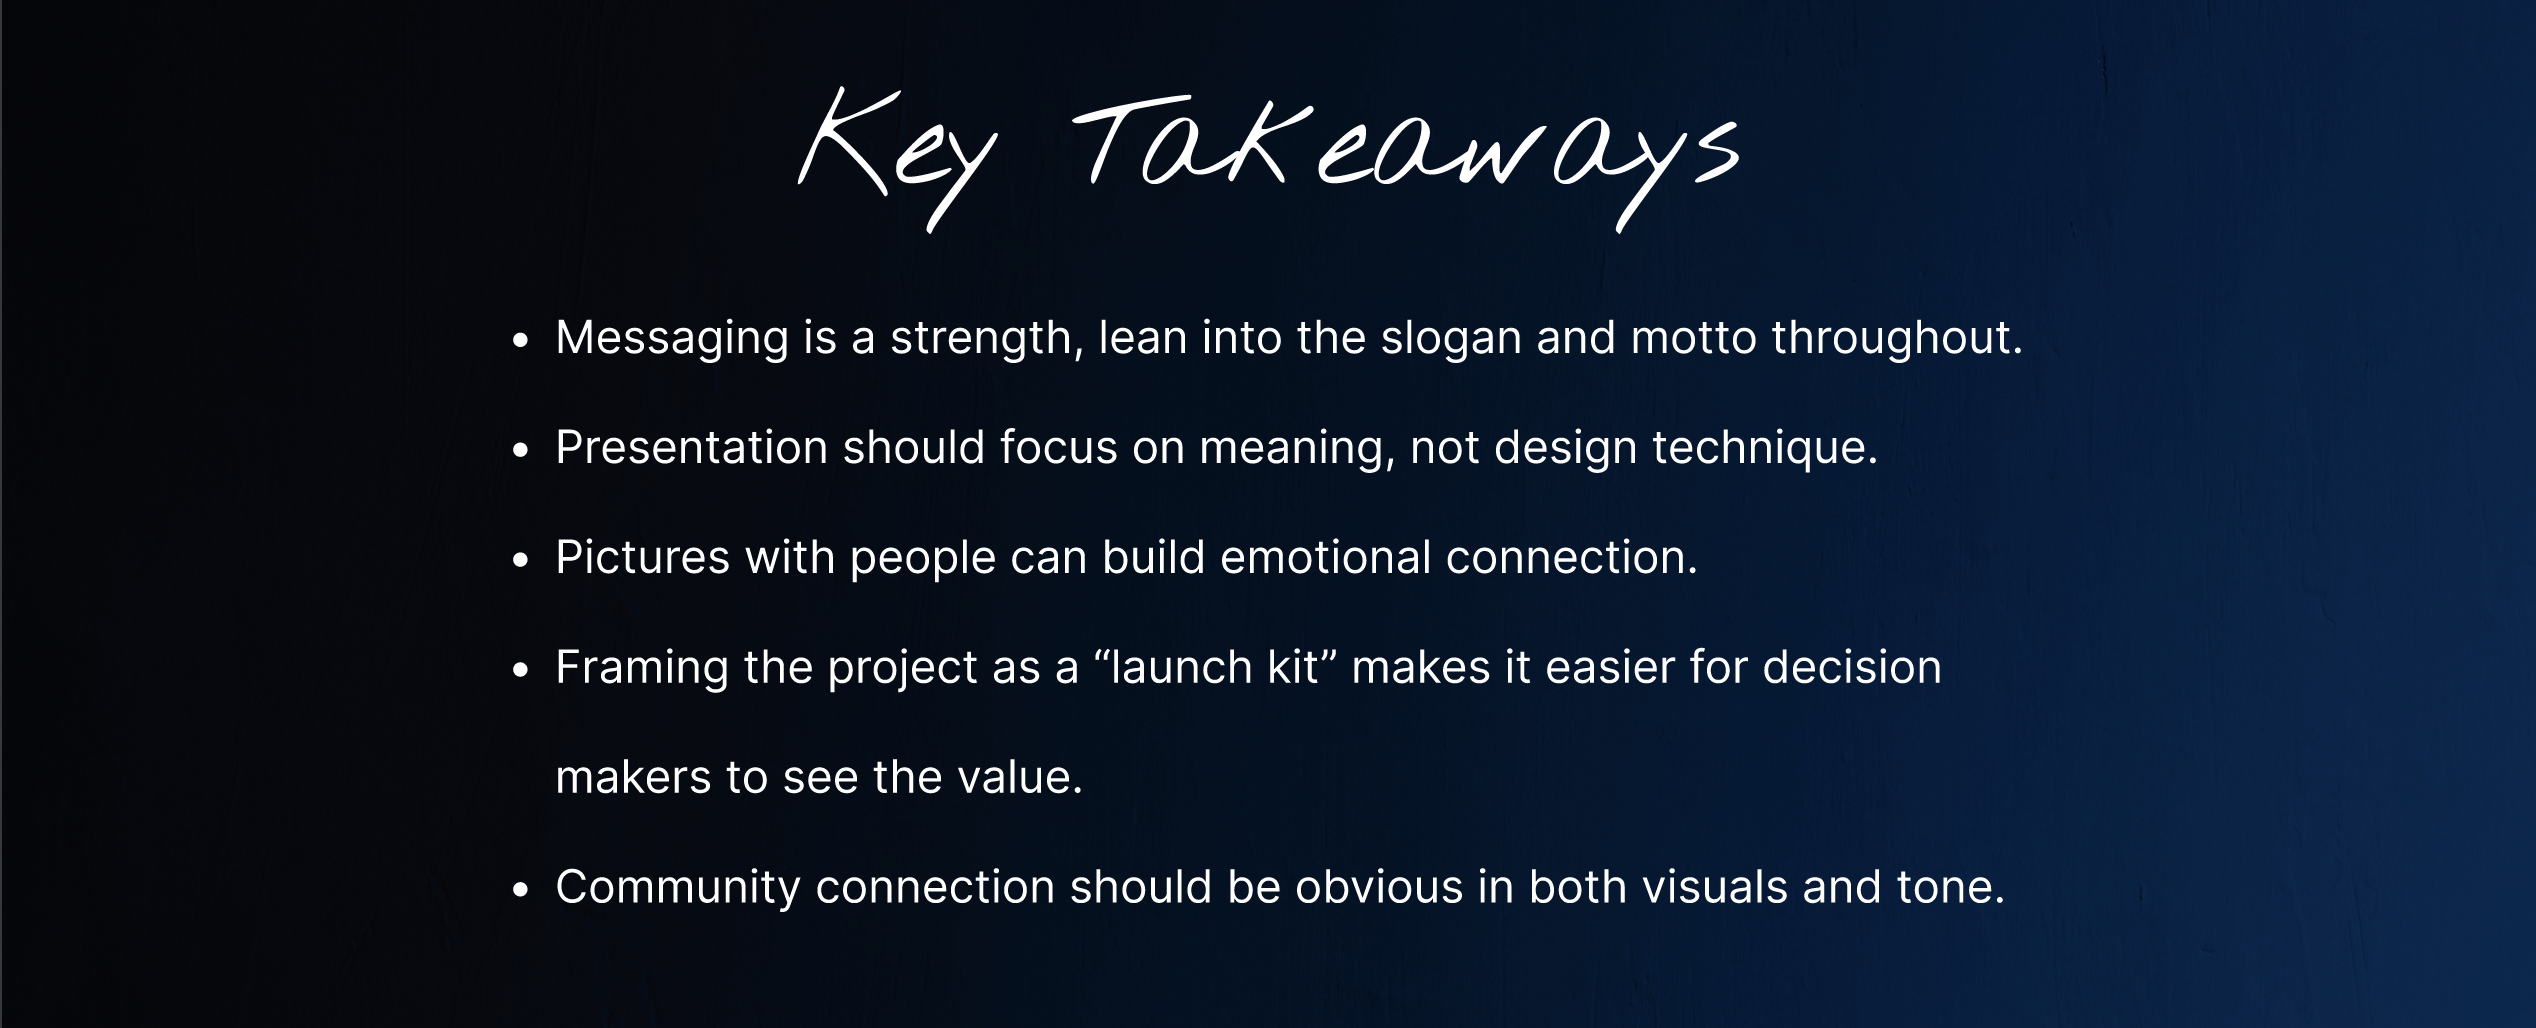 Key Takeaways
• Messaging is a strength, lean into the slogan and motto throughout.
• Presentation should focus on meaning, not design technique.
• Pictures with people can build emotional connection.
• Framing the project as a “launch kit” makes it easier for decision
makers to see the value.
• Community connection should be obvious in both visuals and tone.